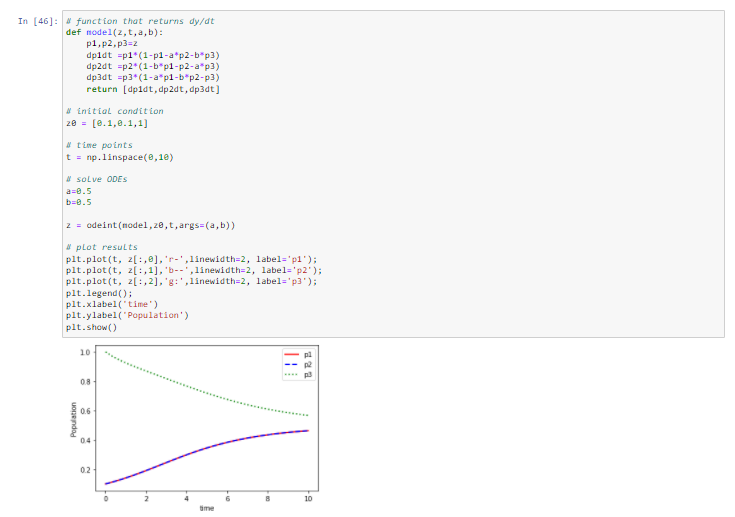 In [46]:
# function that returns dy/dt
def model(z,t,a,b):
p1,p2,p3=z
dp1dt =p1*(1-p1-a*p2-b*p3)
dp2dt =p2*(1-b*p1-p2-a*p3)
dp3dt =p3*(1-a*p1-b*p2-p3)
return [dp1dt,dp2dt,dp3dt]
# initial condition
z0 = [0.1,0.1,1]
# time points
t = np.linspace(0,10)
# solve ODEs
a=0.5
b=0.5
z = odeint(model,z0,t,args=(a,b))
# plot results
plt.plot(t, z[:,0],'r-',linewidth=2, label='p1');
plt.plot(t, z[:,1],'b--',linewidth=2, label='p2');
plt.plot(t, z[:,2],'g:',linewidth=2, label='p3');
plt.legend();
plt.xlabel('time')
plt.ylabel('Population')
plt.show()
1.0
0.8
0.6
0.4
0.2
Population
p1
p2
p3
0 2 4 6 8 10
time